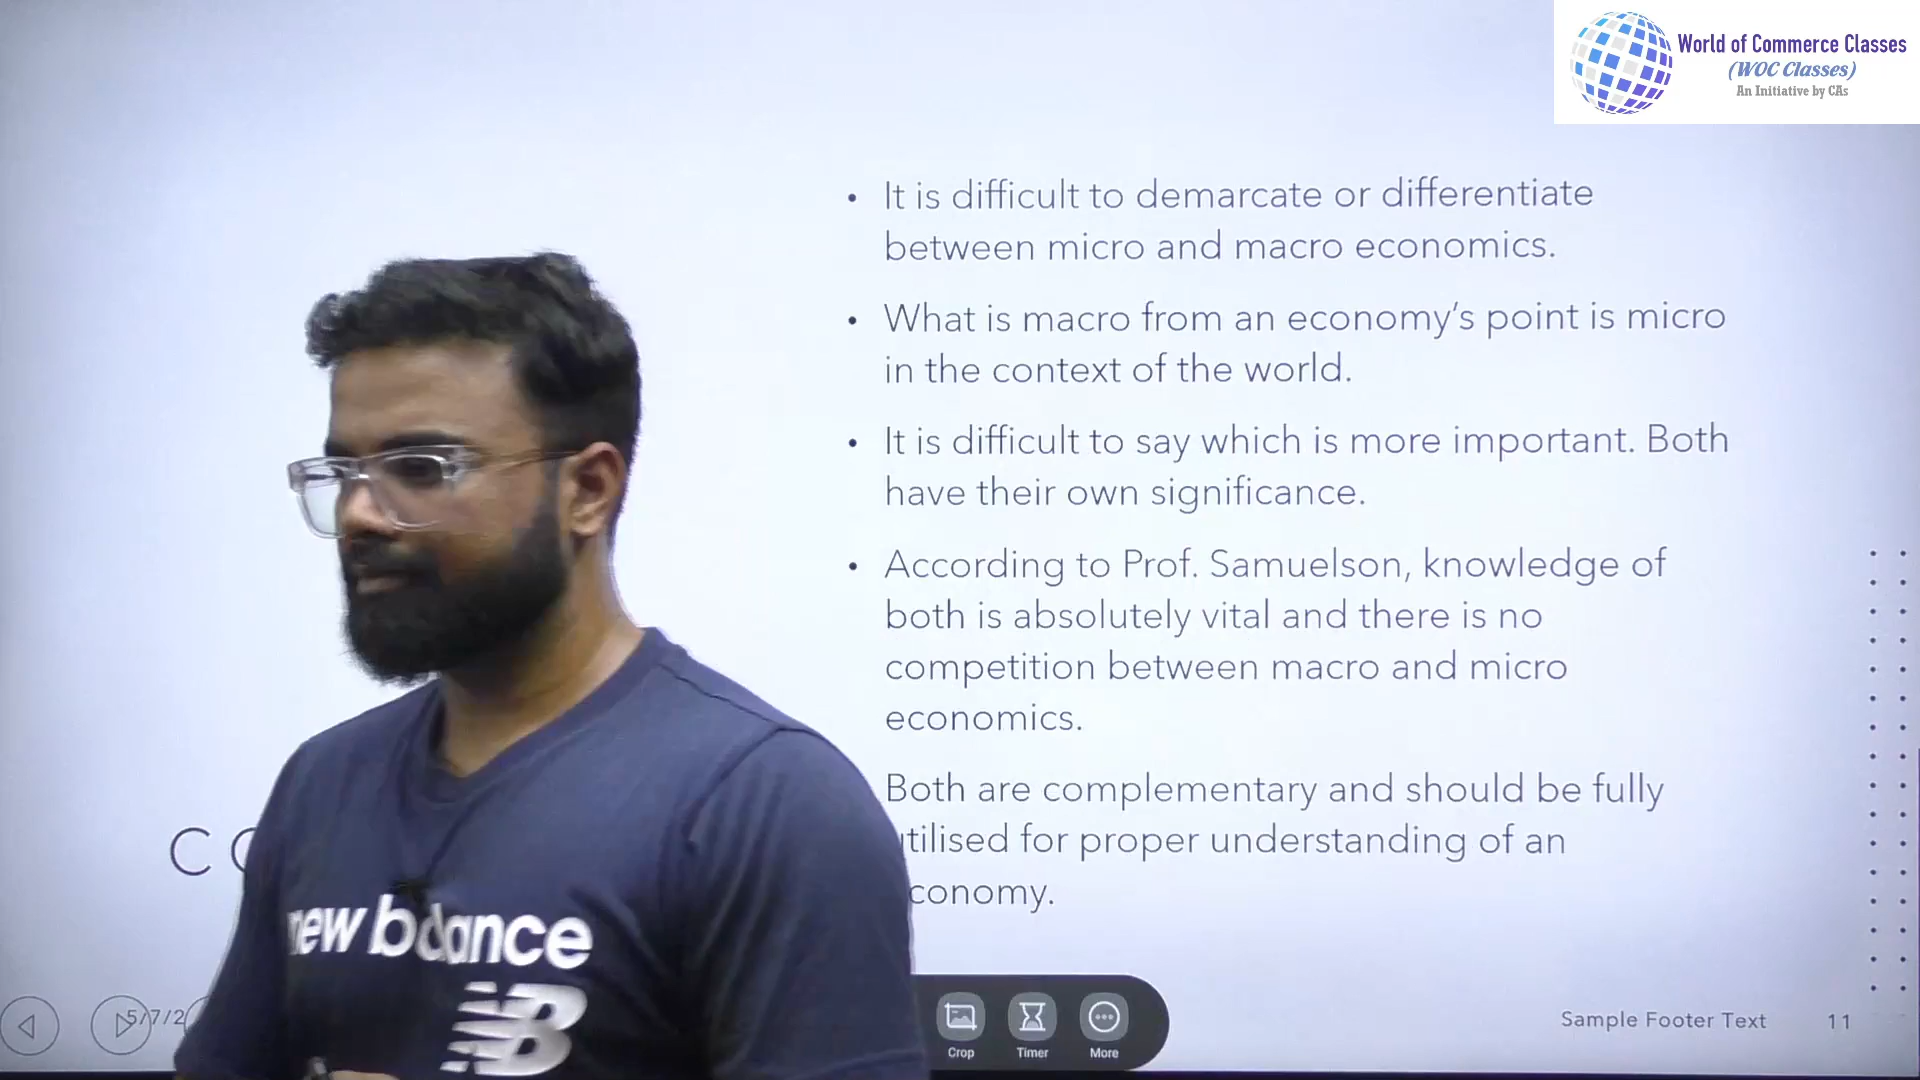 World of Commerce Classes
(WOC Classes)
An Initiative by CAs
• It is difficult to demarcate or differentiate
between micro and macro economics.
• What is macro from an economy's point is micro
in the context of the world.
• It is difficult to say which is more important. Both
have their own significance.
• According to Prof. Samuelson, knowledge of
both is absolutely vital and there is no
competition between macro and micro
economics.
Both are complementary and should be fully
tilised for proper understanding of an
conomy.
new balance
NB
5/7/2
Crop
Timer
More
Sample Footer Text
11